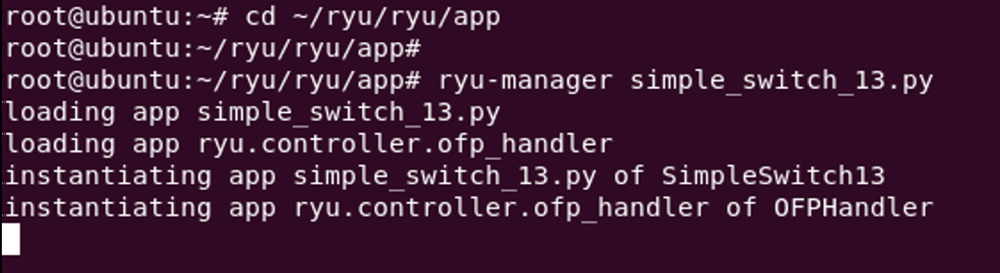 root@ubuntu:~# cd ~/ryu/ryu/app
root@ubuntu:~/ryu/ryu/app#
root@ubuntu:~/ryu/ryu/app# ryu-manager simple_switch_13.py
loading app simple_switch_13.py
loading app ryu.controller.ofp_handler
instantiating app simple_switch_13.py of SimpleSwitch13
instantiating app ryu.controller.ofp_handler of OFPHandler